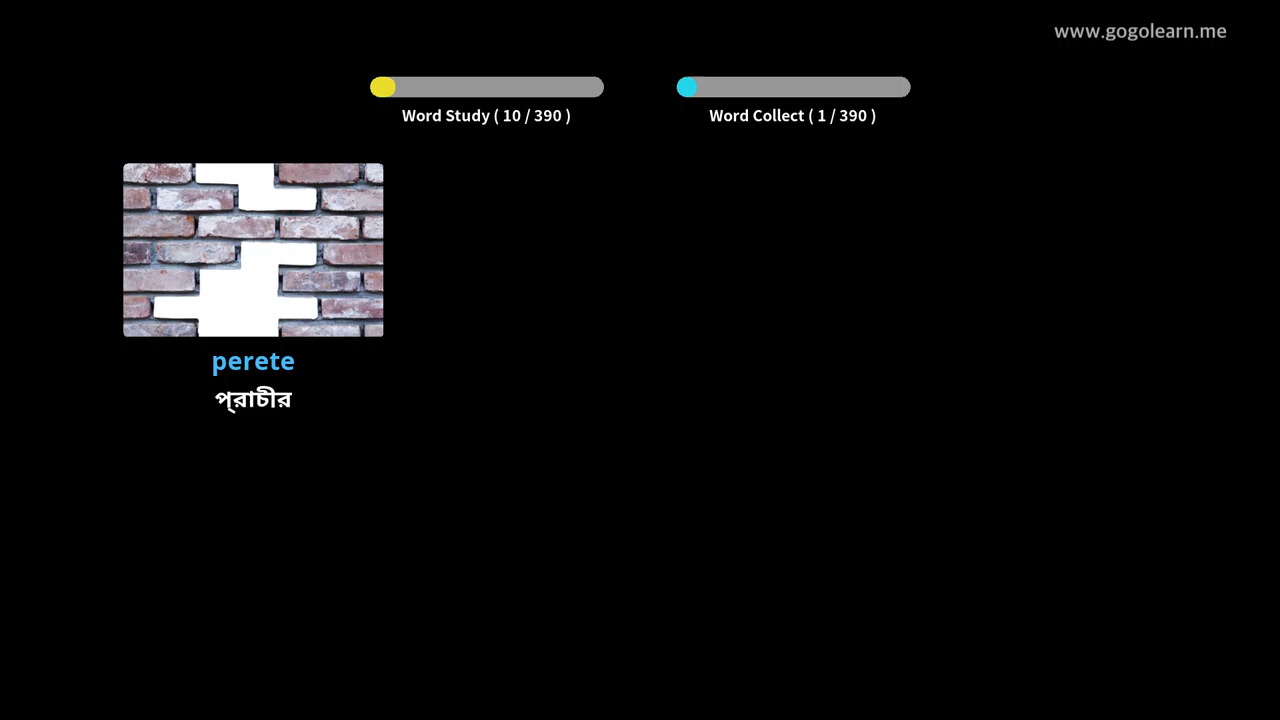 www.gogolearn.me
Word Study ( 10 / 390 )
Word Collect ( 1 / 390 )
perete
প্রাচীর